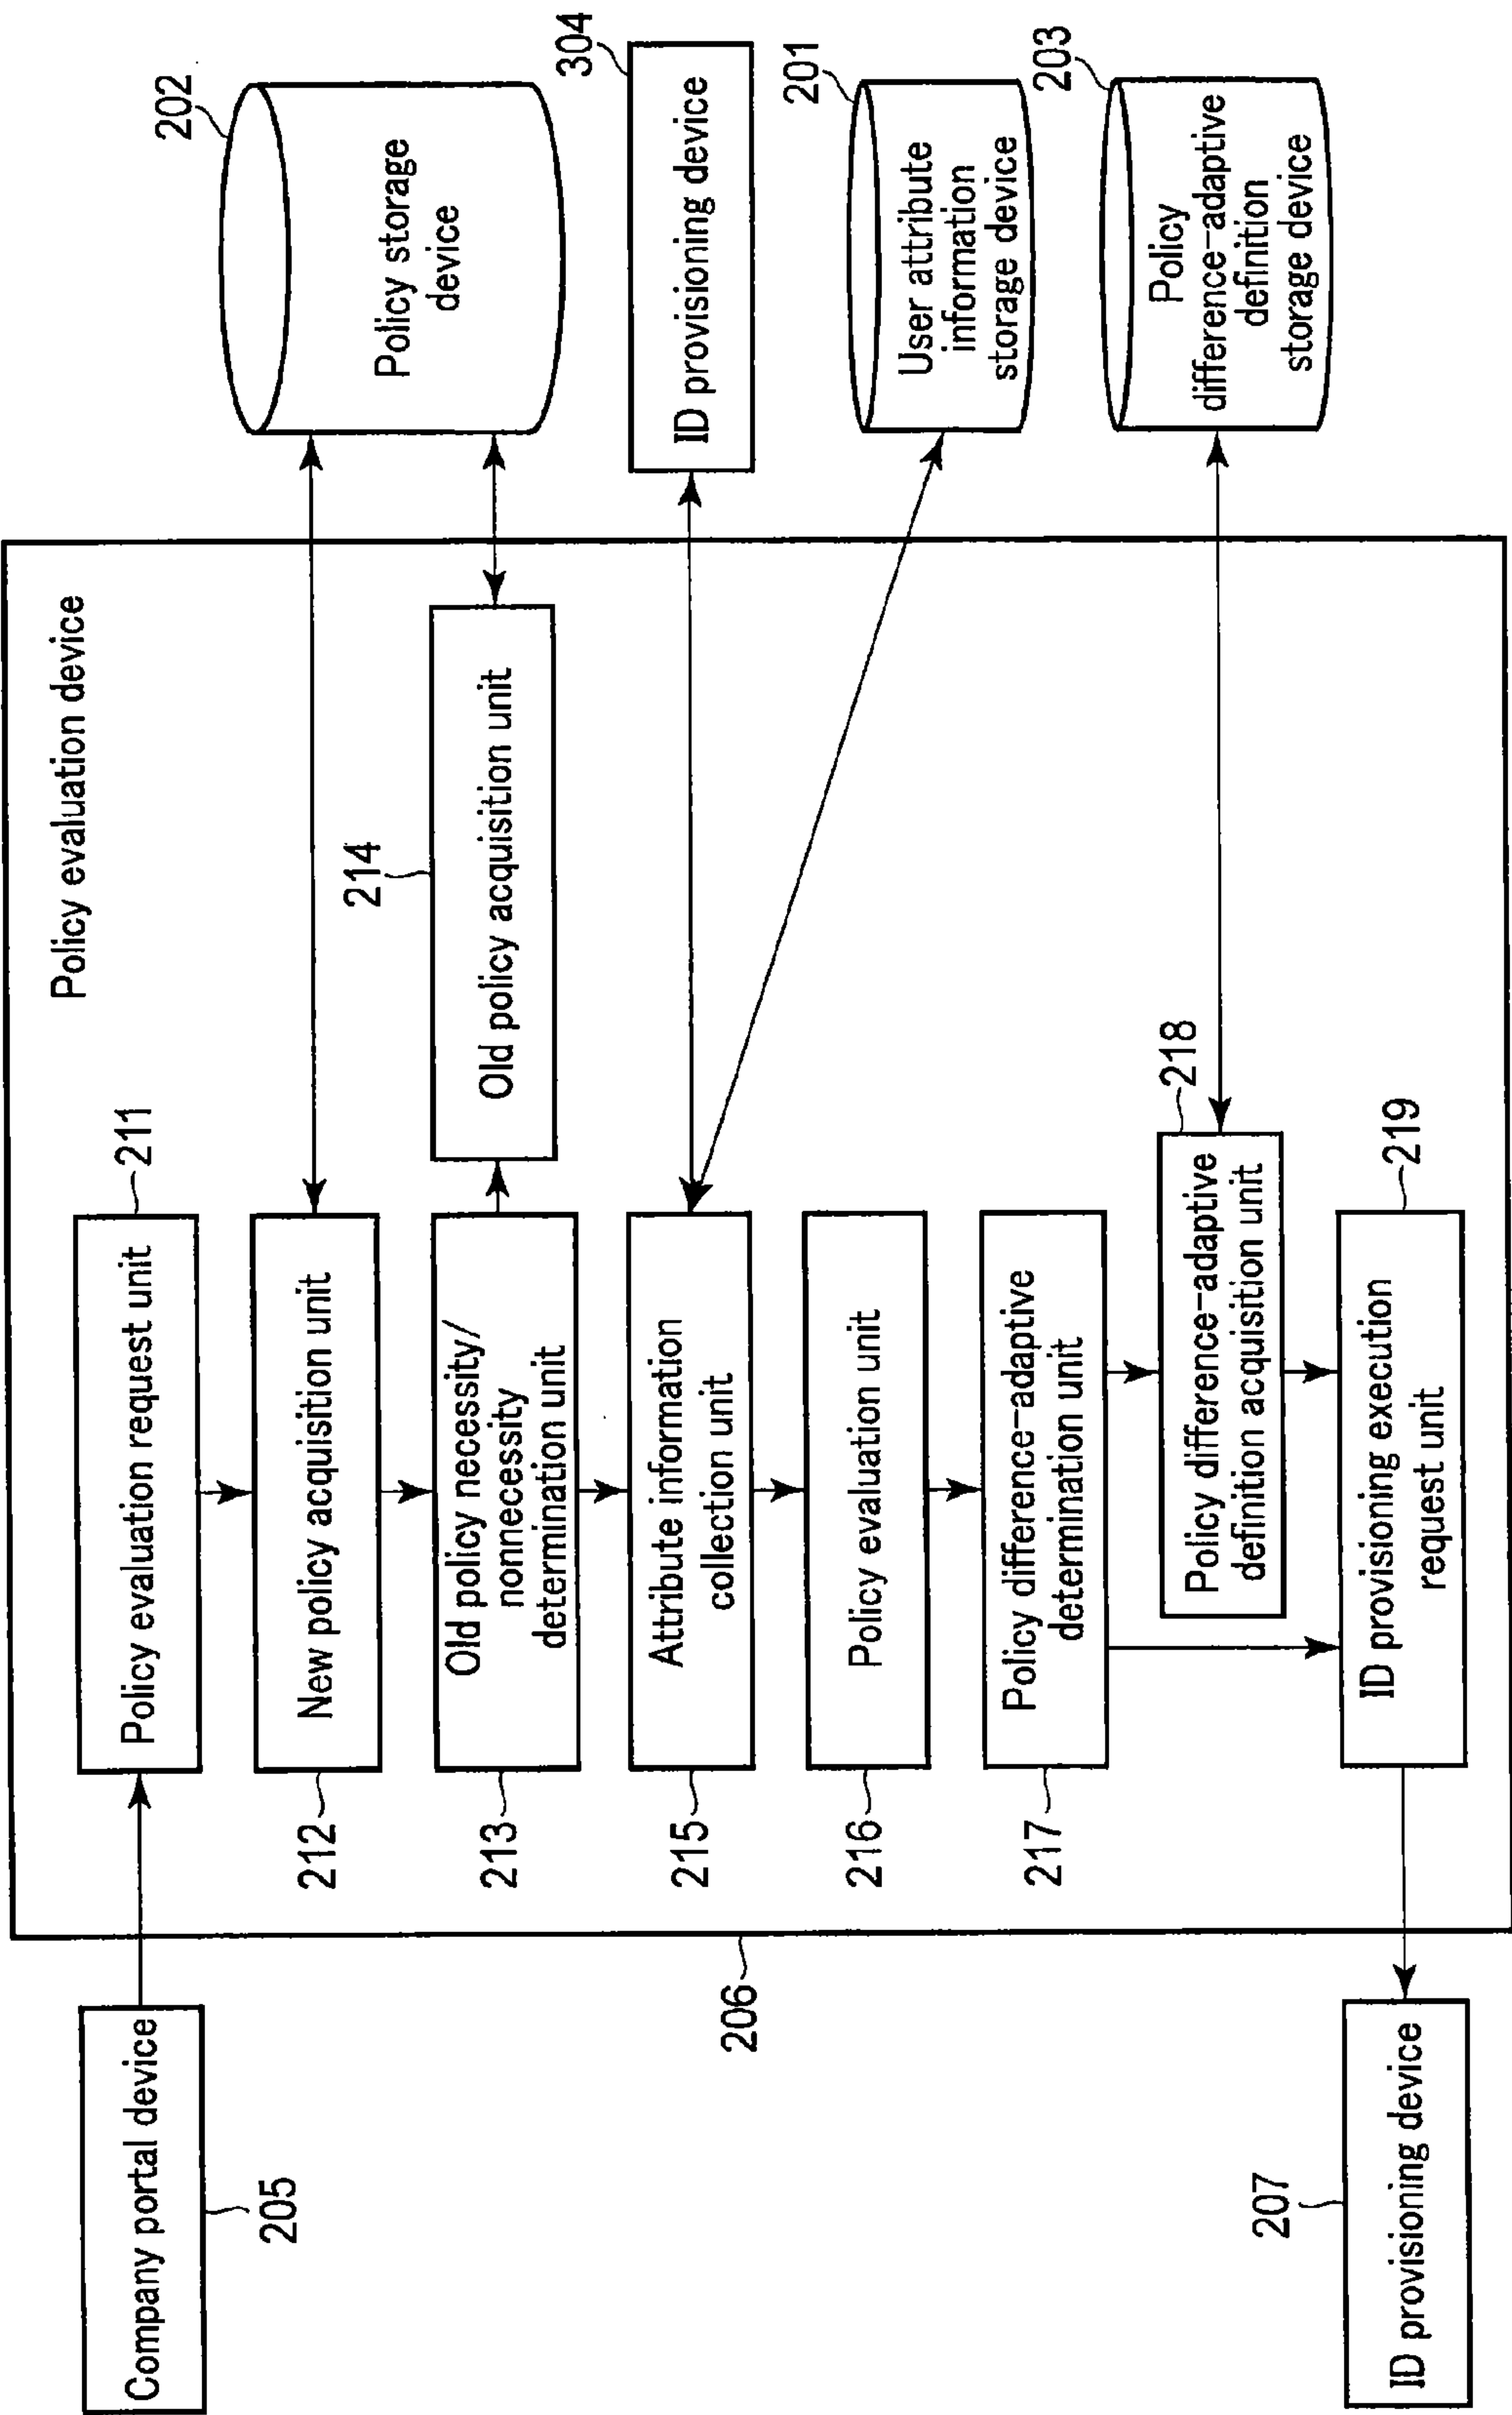 Policy evaluation device
Company portal device
205
Policy evaluation request unit
211
New policy acquisition unit
212
202
Policy storage
device
Old policy necessity/
nonnecessity
determination unit
213
214
Old policy acquisition unit
Attribute information
collection unit
215
304
ID provisioning device
201
User attribute
information
storage device
Policy evaluation unit
216
206
Policy difference-adaptive
determination unit
217
Policy difference-adaptive
definition acquisition unit
218
203
Policy
difference-adaptive
definition
storage device
ID provisioning execution
request unit
219
207
ID provisioning device